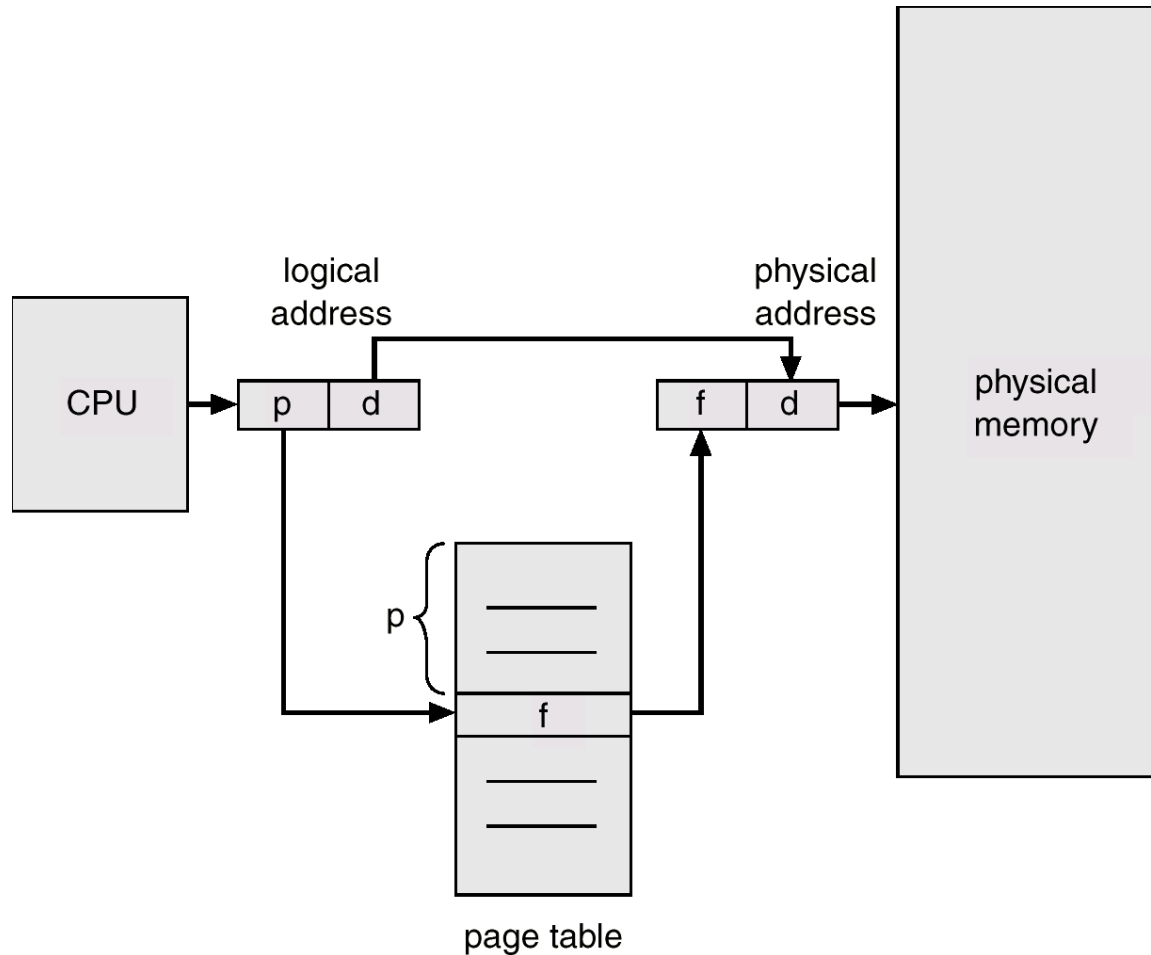 logical
address
physical
address
CPU
p
d
f
d
physical
memory
p
f
page table